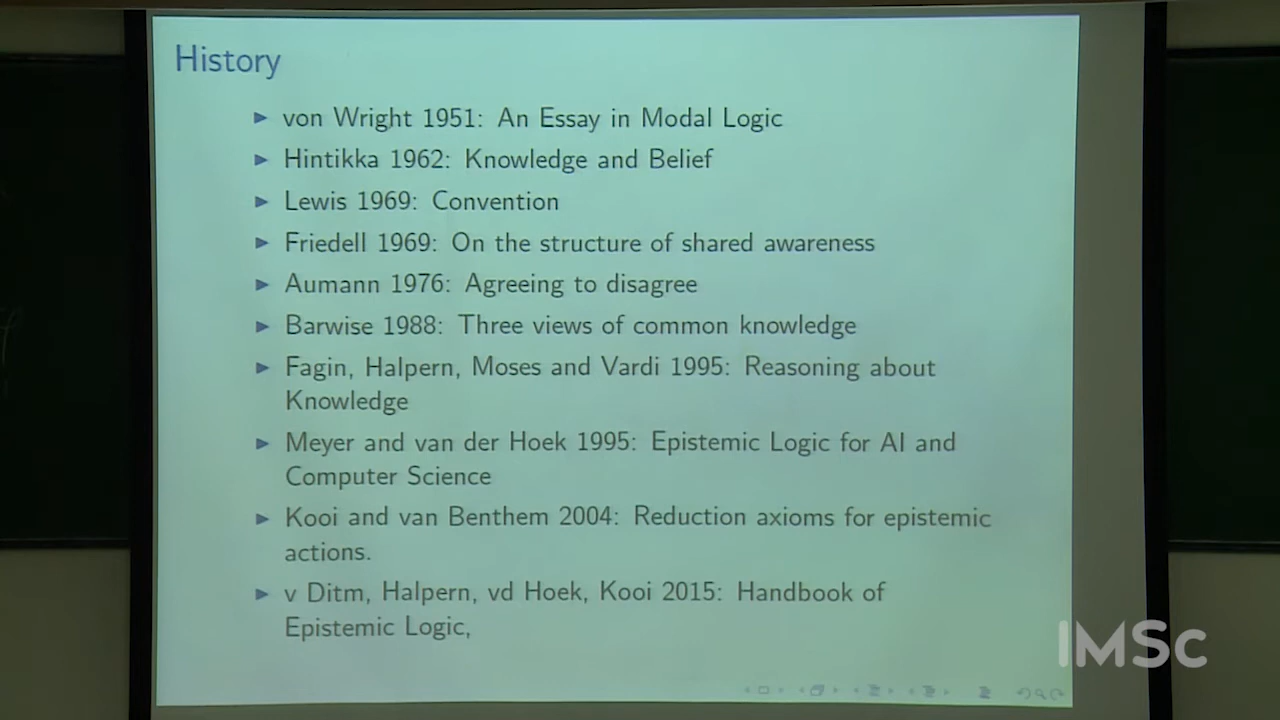 History
von Wright 1951: An Essay in Modal Logic
Hintikka 1962: Knowledge and Belief
Lewis 1969: Convention
Friedell 1969: On the structure of shared awareness
Aumann 1976: Agreeing to disagree
Barwise 1988: Three views of common knowledge
Fagin, Halpern, Moses and Vardi 1995: Reasoning about
Knowledge
Meyer and van der Hoek 1995: Epistemic Logic for AI and
Computer Science
Kooi and van Benthem 2004: Reduction axioms for epistemic
actions.
v Ditm, Halpern, vd Hoek, Kooi 2015: Handbook of
Epistemic Logic,
IMSc